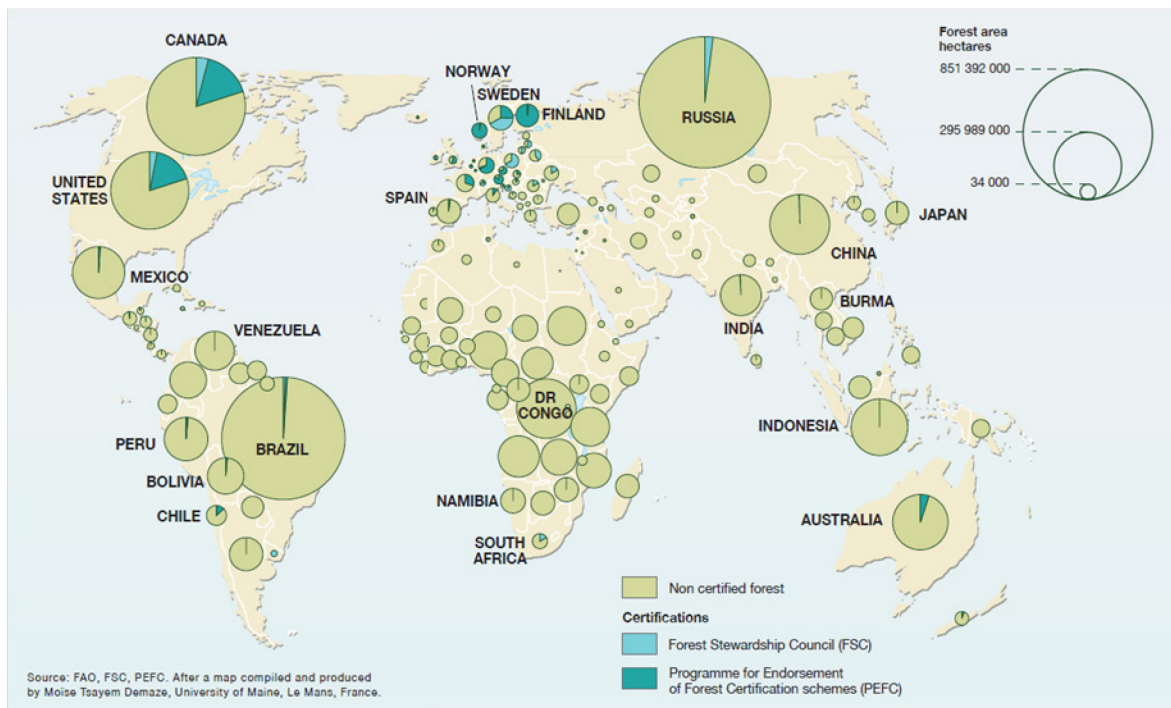 CANADA
NORWAY
SWEDEN
FINLAND
RUSSIA
Forest area
hectares
851 392 000
295 989 000
34 000
UNITED
STATES
SPAIN
JAPAN
CHINA
MEXICO
BURMA
INDIA
VENEZUELA
DR
CONGO
INDONESIA
PERU
BRAZIL
BOLIVIA
NAMIBIA
CHILE
AUSTRALIA
SOUTH
AFRICA
Non certified forest
Certifications
Forest Stewardship Council (FSC)
Programme for Endorsement
of Forest Certification schemes (PEFC)
Source: FAO, FSC, PEFC. After a map compiled and produced
by Moïse Tsayem Demaze, University of Maine, Le Mans, France.